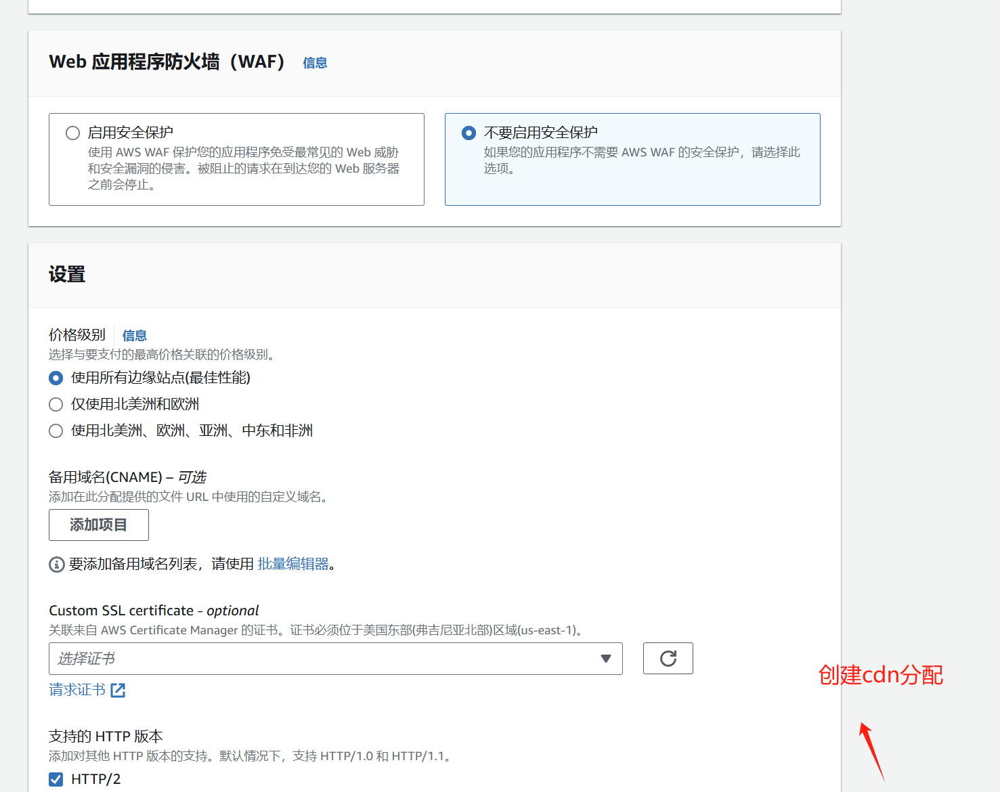 Web 应用程序防火墙（WAF） 信息
启用安全保护
使用 AWS WAF 保护您的应用程序免受最常见的 Web 威胁
和安全漏洞的侵害。被阻止的请求在到达您的 Web 服务器
之前会停止。
不要启用安全保护
如果您的应用程序不需要 AWS WAF 的安全保护，请选择此
选项。
设置
价格级别 信息
选择与要支付的最高价格关联的价格级别。
使用所有边缘站点(最佳性能)
仅使用北美洲和欧洲
使用北美洲、欧洲、亚洲、中东和非洲
备用域名(CNAME) – 可选
添加在此分配提供的文件 URL 中使用的自定义域名。
添加项目
要添加备用域名列表，请使用 批量编辑器。
Custom SSL certificate - optional
关联来自 AWS Certificate Manager 的证书。证书必须位于美国东部(弗吉尼亚北部)区域(us-east-1)。
选择证书
请求证书
创建cdn分配
支持的 HTTP 版本
添加对其他 HTTP 版本的支持。默认情况下，支持 HTTP/1.0 和 HTTP/1.1。
HTTP/2